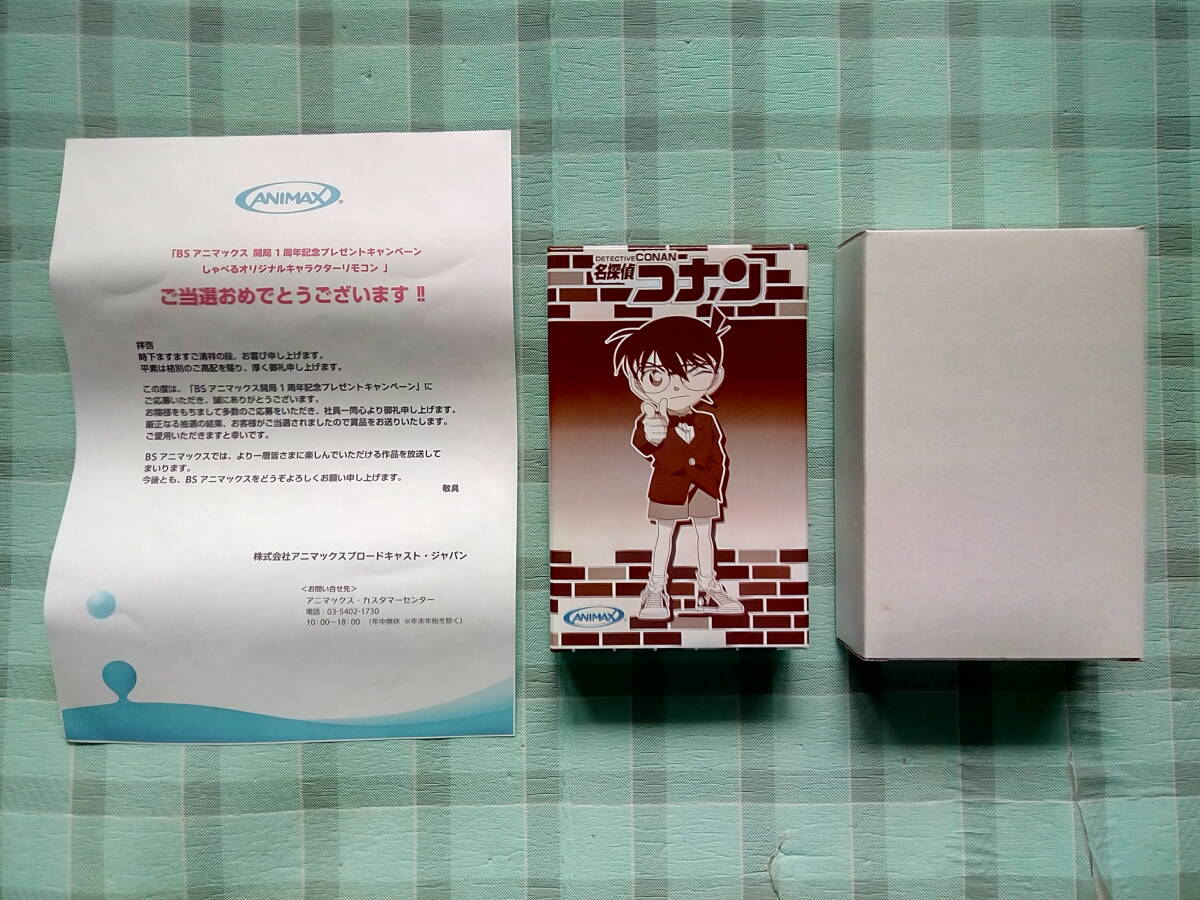 ANIMAX
「BS アニマックス 開局 1 周年記念プレゼントキャンペーン
しゃべるオリジナルキャラクターリモコン 」
ご当選おめでとうございます !!
拝啓
時下ますますご清祥の段、お喜び申し上げます。
平素は格別のご高配を賜り、厚く御礼申し上げます。
この度は、「BS アニマックス開局 1 周年記念プレゼントキャンペーン」に
ご応募いただき、誠にありがとうございます。
お陰様をもちまして多数のご応募をいただき、社員一同心より御礼申し上げます。
厳正なる抽選の結果、お客様がご当選されましたので賞品をお送りいたします。
ご愛用いただきますと幸いです。
BS アニマックスでは、より一層皆さまに楽しんでいただける作品を放送して
まいります。
今後とも、BS アニマックスをどうぞよろしくお願い申し上げます。
敬具
株式会社アニマックスブロードキャスト・ジャパン
<お問い合せ先>
アニマックス・カスタマーセンター
電話:03-5402-1730
10:00~18:00 (年中無休 ※年末年始を除く)
DETECTIVE CONAN
名探偵コナン
ANIMAX